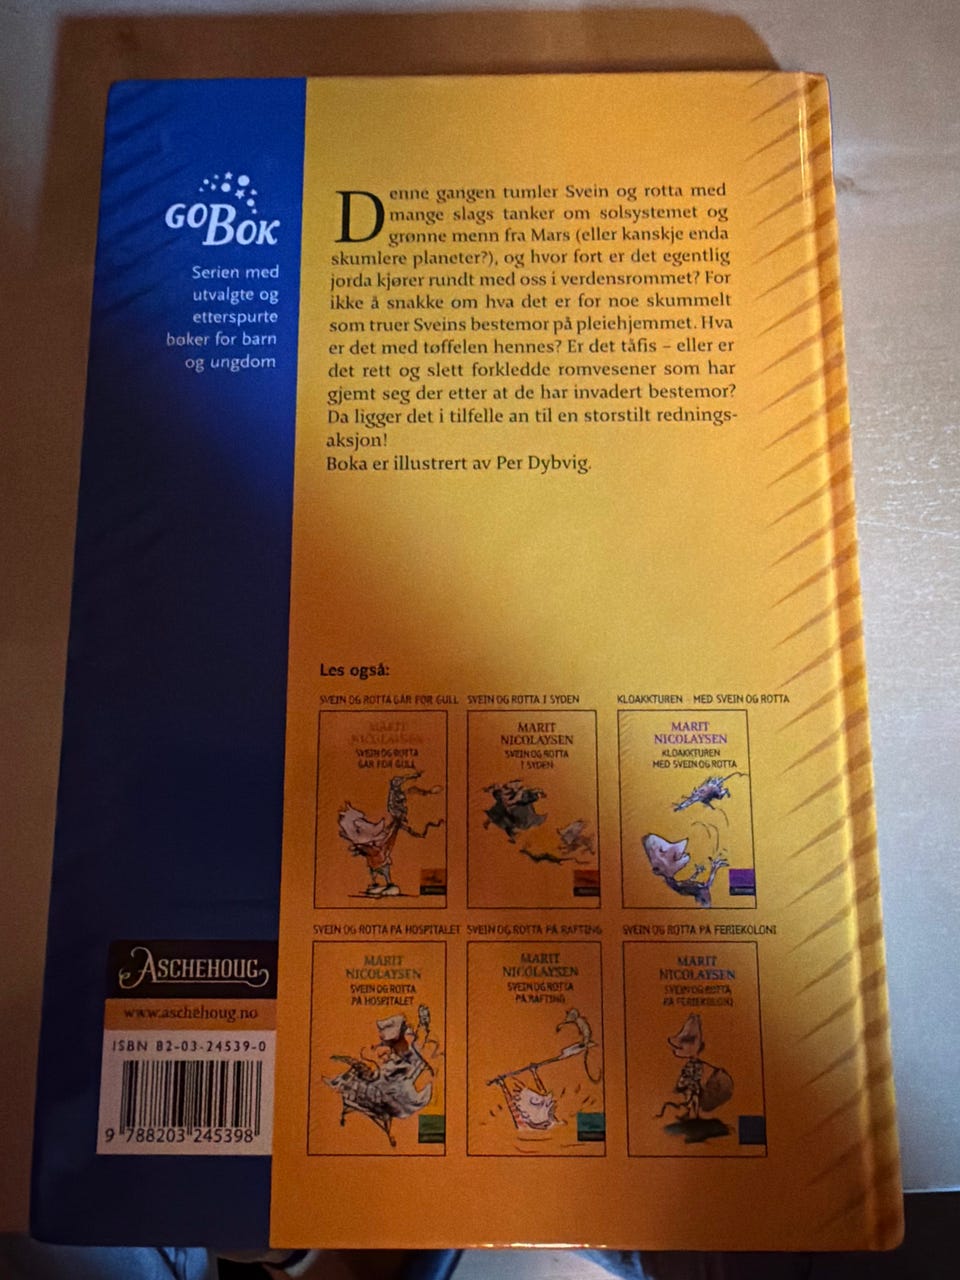 GO BOK
Serien med
utvalgte og
etterspurte
bøker for barn
og ungdom
Denne gangen tumler Svein og rotta med
mange slags tanker om solsystemet og
grønne menn fra Mars (eller kanskje enda
skumlere planeter?), og hvor fort er det egentlig
jorda kjører rundt med oss i verdensrommet? For
ikke å snakke om hva det er for noe skummelt
som truer Sveins bestemor på pleiehjemmet. Hva
er det med tøffelen hennes? Er det tåfis – eller er
det rett og slett forkledde romvesener som har
gjemt seg der etter at de har invadert bestemor?
Da ligger det i tilfelle an til en storstilt rednings-
aksjon!
Boka er illustrert av Per Dybvig.
Les også:
SVEIN OG ROTTA GÅR FOR GULL
SVEIN OG ROTTA I SYDEN
KLOAKKTUREN – MED SVEIN OG ROTTA
MARIT
NICOLAYSEN
SVEIN OG ROTTA
GÅR FOR GULL
MARIT
NICOLAYSEN
SVEIN OG ROTTA
I SYDEN
MARIT
NICOLAYSEN
KLOAKKTUREN
MED SVEIN OG ROTTA
SVEIN OG ROTTA PÅ HOSPITALET
SVEIN OG ROTTA PÅ RAFTING
SVEIN OG ROTTA PÅ FERIEKOLONI
MARIT
NICOLAYSEN
SVEIN OG ROTTA
PÅ HOSPITALET
MARIT
NICOLAYSEN
SVEIN OG ROTTA
PÅ RAFTING
MARIT
NICOLAYSEN
SVEIN OG ROTTA
PÅ FERIEKOLONI
ASCHEHOUG
www.aschehoug.no
ISBN 82-03-24539-0
9 788203 245398